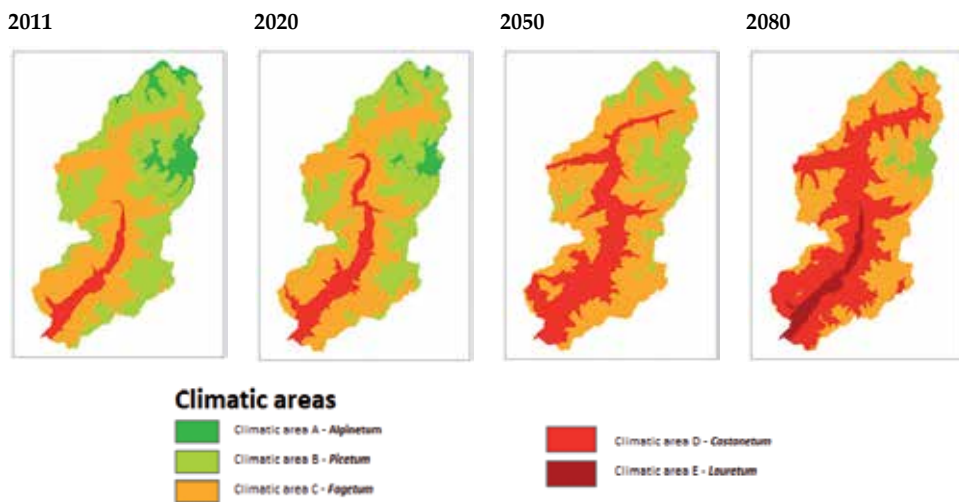 2011 2020 2050 2080
Climatic areas
Climatic area A - Alpinetum
Climatic area B - Picetum
Climatic area C - Fagetum
Climatic area D - Castanetum
Climatic area E - Lauretum